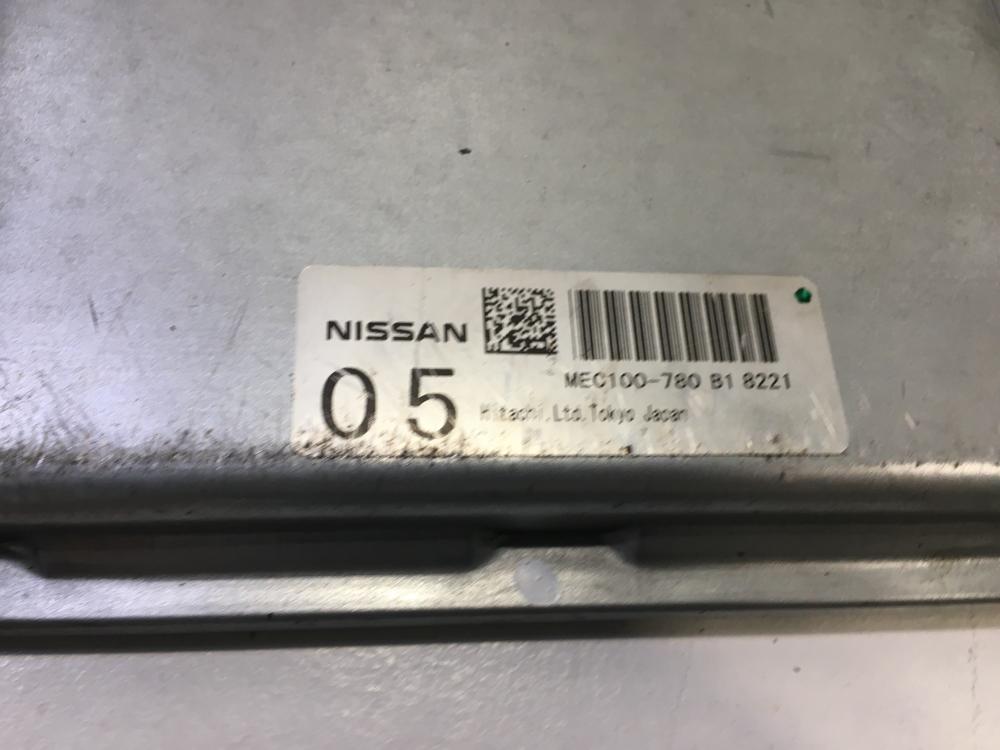 NISSAN
MEC100-780 B1 8221
05
Hitachi.Ltd.Tokyo Japan